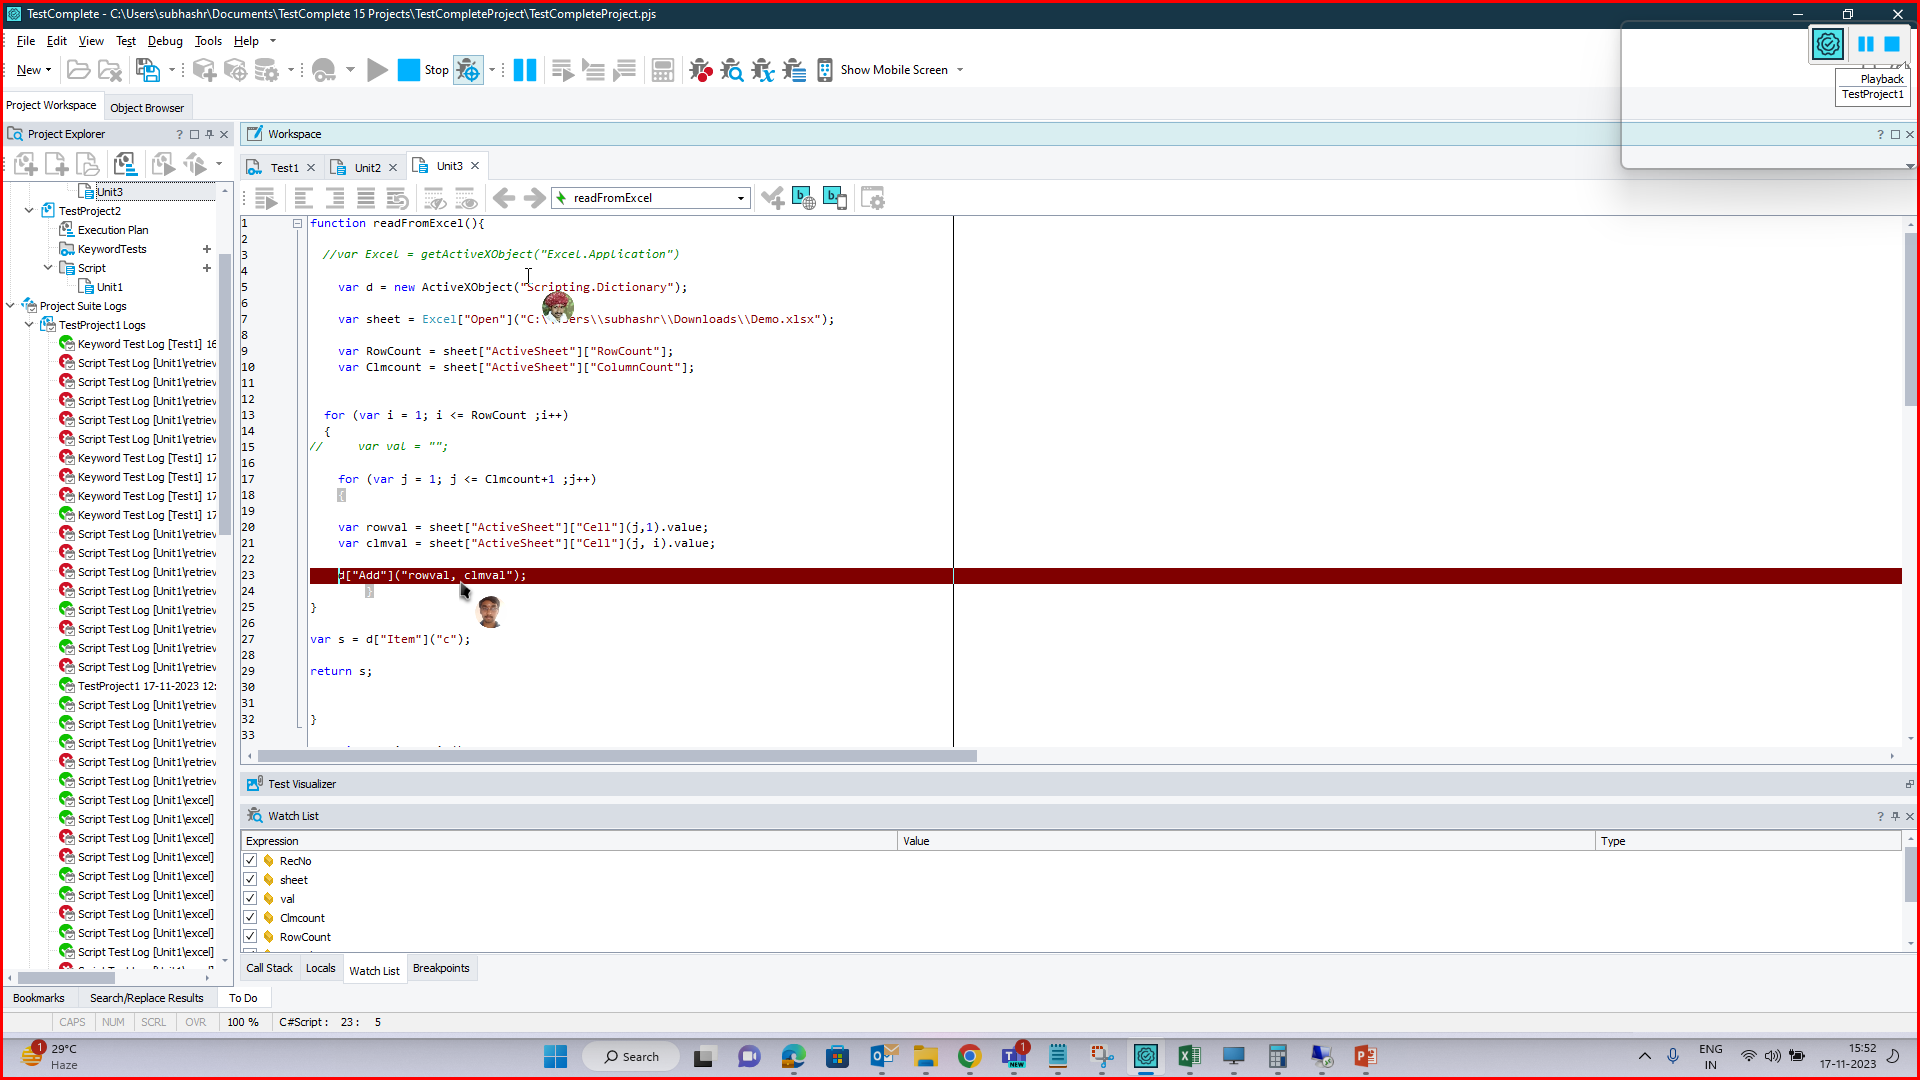 TestComplete - C:\Users\subhashr\Documents\TestComplete 15 Projects\TestCompleteProject\TestCompleteProject.pjs
File Edit View Test Debug Tools Help
New Stop Show Mobile Screen
Playback
TestProject1
Project Workspace Object Browser
Project Explorer
Workspace
Test1 Unit2 Unit3
readFromExcel
Unit3
TestProject2
Execution Plan
KeywordTests
Script
Unit1
Project Suite Logs
TestProject1 Logs
Keyword Test Log [Test1] 16
Script Test Log [Unit1\retriev
Script Test Log [Unit1\retriev
Script Test Log [Unit1\retriev
Script Test Log [Unit1\retriev
Script Test Log [Unit1\retriev
Keyword Test Log [Test1] 17
Keyword Test Log [Test1] 17
Keyword Test Log [Test1] 17
Keyword Test Log [Test1] 17
Script Test Log [Unit1\retriev
Script Test Log [Unit1\retriev
Script Test Log [Unit1\retriev
Script Test Log [Unit1\retriev
Script Test Log [Unit1\retriev
Script Test Log [Unit1\retriev
Script Test Log [Unit1\retriev
Script Test Log [Unit1\retriev
TestProject1 17-11-2023 12:
Script Test Log [Unit1\retriev
Script Test Log [Unit1\retriev
Script Test Log [Unit1\retriev
Script Test Log [Unit1\retriev
Script Test Log [Unit1\retriev
Script Test Log [Unit1\excel]
Script Test Log [Unit1\excel]
Script Test Log [Unit1\excel]
Script Test Log [Unit1\excel]
Script Test Log [Unit1\excel]
Script Test Log [Unit1\excel]
Script Test Log [Unit1\excel]
Script Test Log [Unit1\excel]
Script Test Log [Unit1\excel]
1 function readFromExcel(){
2
3 //var Excel = getActiveXObject("Excel.Application")
4
5 var d = new ActiveXObject("Scripting.Dictionary");
6
7 var sheet = Excel["Open"]("C:\\ ers\\subhashr\\Downloads\\Demo.xlsx");
8
9 var RowCount = sheet["ActiveSheet"]["RowCount"];
10 var Clmcount = sheet["ActiveSheet"]["ColumnCount"];
11
12
13 for (var i = 1; i <= RowCount ;i++)
14 {
15 // var val = "";
16
17 for (var j = 1; j <= Clmcount+1 ;j++)
18 {
19
20 var rowval = sheet["ActiveSheet"]["Cell"](j,1).value;
21 var clmval = sheet["ActiveSheet"]["Cell"](j, i).value;
22
23 d["Add"]("rowval, clmval");
24 }
25 }
26
27 var s = d["Item"]("c");
28
29 return s;
30
31
32 }
33
Test Visualizer
Watch List
Expression Value Type
RecNo
sheet
val
Clmcount
RowCount
Call Stack Locals Watch List Breakpoints
Bookmarks Search/Replace Results To Do
CAPS NUM SCRL OVR 100 % C#Script : 23 : 5
1 29°C
Haze
Search
1
NEW
ENG
IN
15:52
17-11-2023